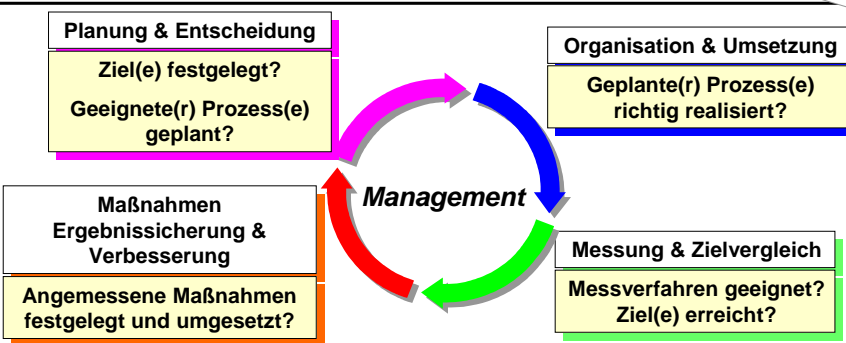 Planung & Entscheidung
Ziel(e) festgelegt?
Geeignete(r) Prozess(e)
geplant?
Organisation & Umsetzung
Geplante(r) Prozess(e)
richtig realisiert?
Management
Maßnahmen
Ergebnissicherung &
Verbesserung
Angemessene Maßnahmen
festgelegt und umgesetzt?
Messung & Zielvergleich
Messverfahren geeignet?
Ziel(e) erreicht?